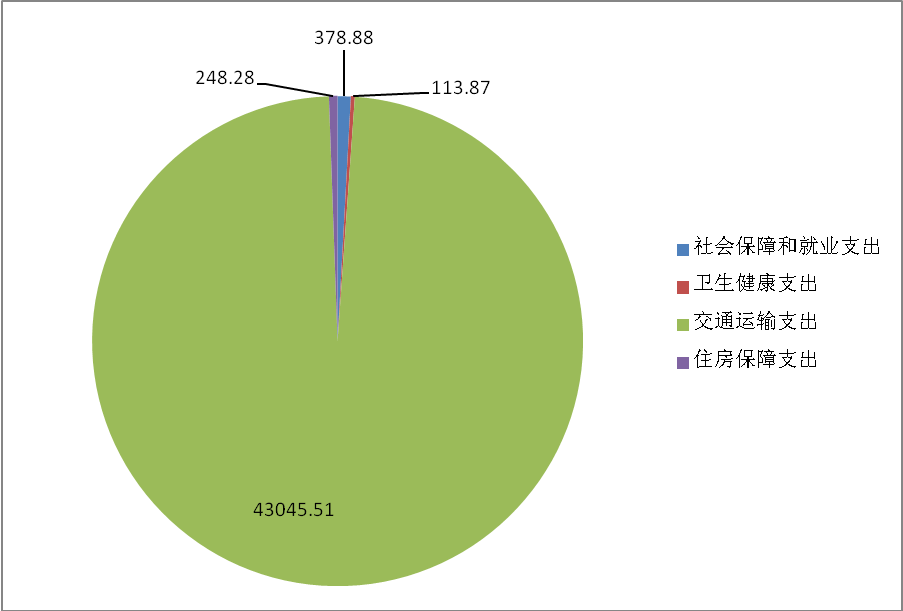 378.88
248.28
113.87
43045.51
社会保障和就业支出
卫生健康支出
交通运输支出
住房保障支出